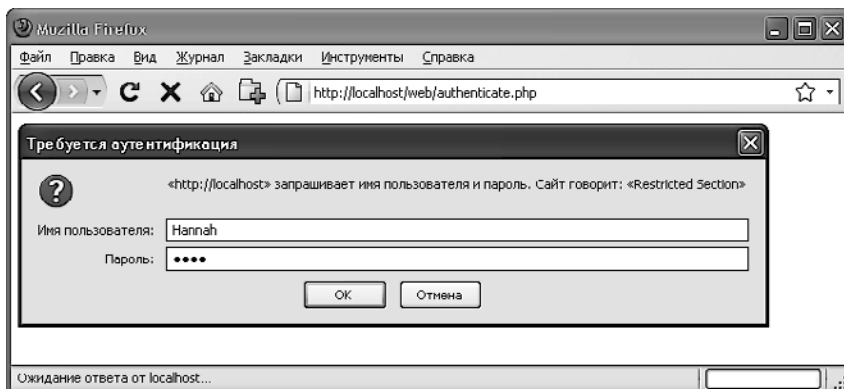 Mozilla Firefox
Файл Правка Вид Журнал Закладки Инструменты Справка
http://localhost/web/authenticate.php
Требуется аутентификация
«http://localhost» запрашивает имя пользователя и пароль. Сайт говорит: «Restricted Section»
Имя пользователя: Hannah
Пароль: ••••
OK Отмена
Ожидание ответа от localhost...